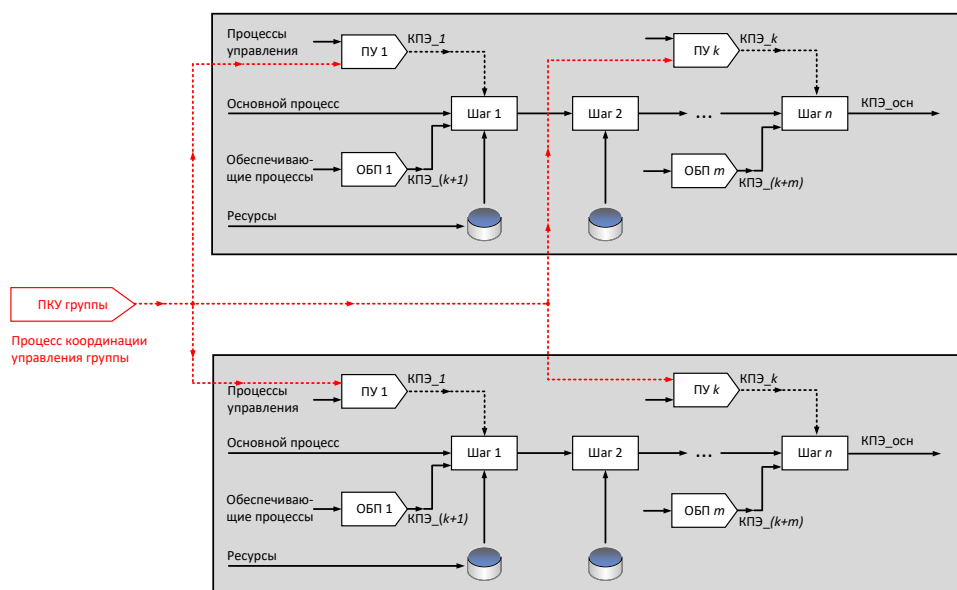 Процессы
управления
ПУ 1
КПЭ_1
ПУ k
КПЭ_k
Основной процесс
Шаг 1
Шаг 2
...
Шаг n
КПЭ_осн
Обеспечиваю-
щие процессы
ОБП 1
КПЭ_(k+1)
ОБП m
КПЭ_(k+m)
Ресурсы
ПКУ группы
Процесс координации
управления группы
Процессы
управления
ПУ 1
КПЭ_1
ПУ k
КПЭ_k
Основной процесс
Шаг 1
Шаг 2
...
Шаг n
КПЭ_осн
Обеспечиваю-
щие процессы
ОБП 1
КПЭ_(k+1)
ОБП m
КПЭ_(k+m)
Ресурсы